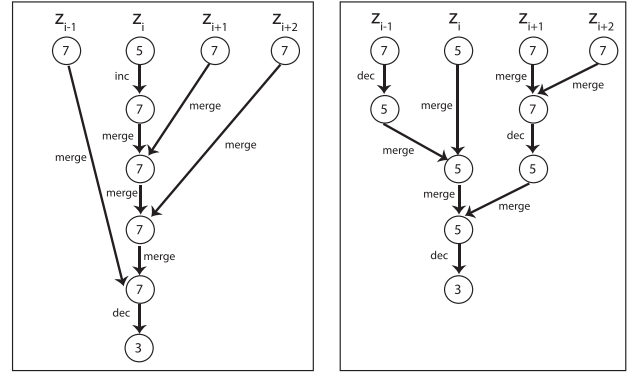 Z_{i-1} Z_i Z_{i+1} Z_{i+2}
7 5 7 7
inc
7
merge merge
7
merge merge merge
7
merge
7
dec
3
Z_{i-1} Z_i Z_{i+1} Z_{i+2}
7 5 7 7
dec merge merge
merge
5 7
merge dec
5 5
merge merge
5
dec
3